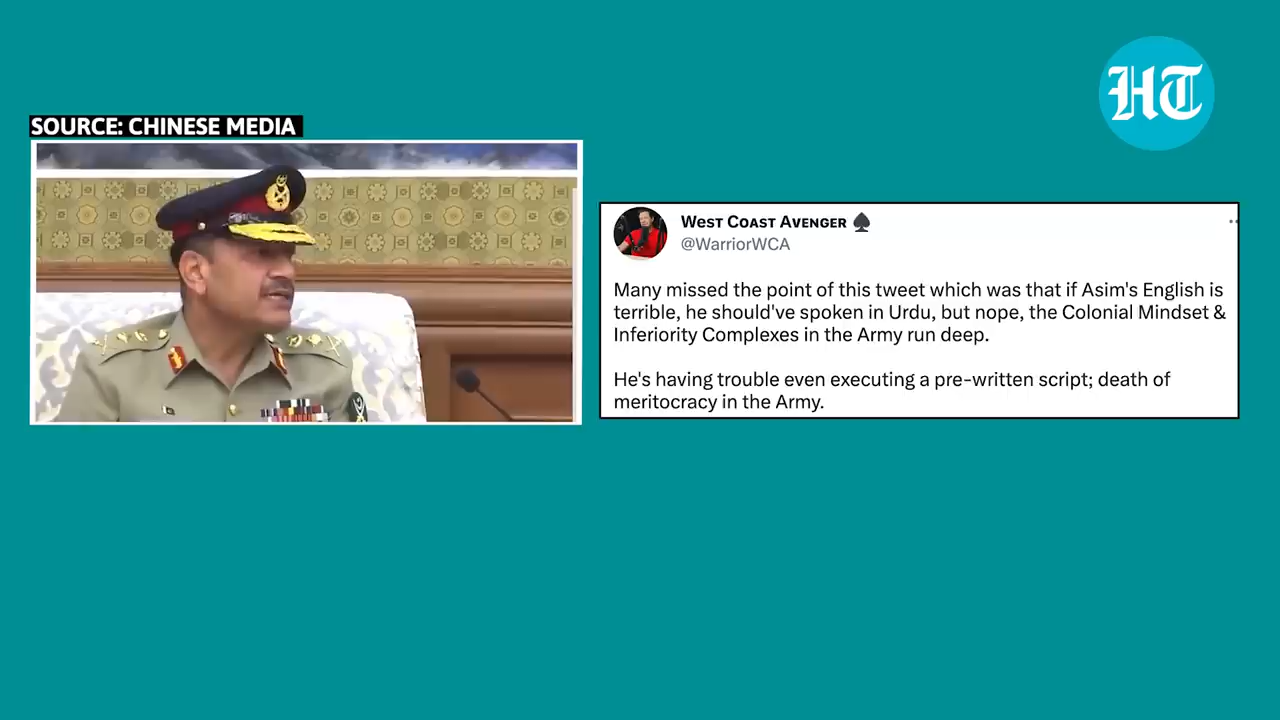 HT
SOURCE: CHINESE MEDIA
West Coast Avenger ♠
@WarriorWCA
Many missed the point of this tweet which was that if Asim's English is
terrible, he should've spoken in Urdu, but nope, the Colonial Mindset &
Inferiority Complexes in the Army run deep.
He's having trouble even executing a pre-written script; death of
meritocracy in the Army.